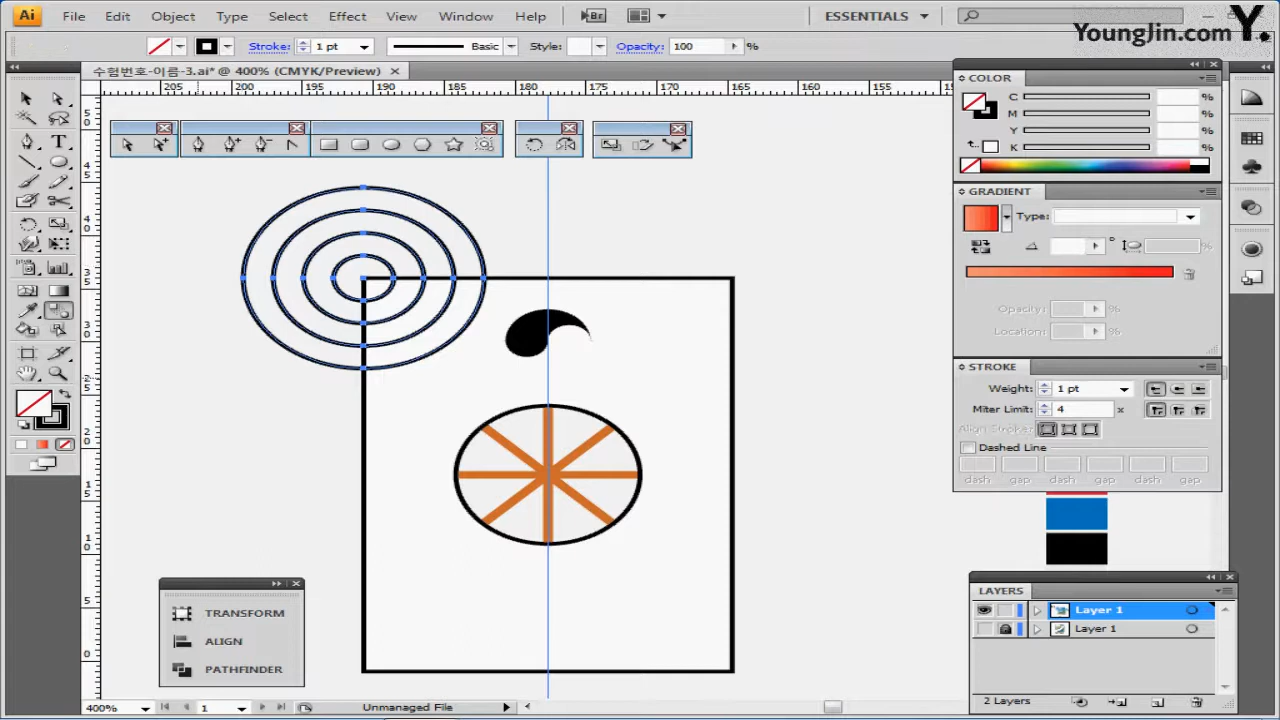 Ai File Edit Object Type Select Effect View Window Help Br ESSENTIALS
YoungJin.com Y.
Stroke: 1 pt Basic Style: Opacity: 100 %
수험번호-이름-3.ai* @ 400% (CMYK/Preview)
205 200 195 190 185 180 175 170 165 160 155
COLOR
C %
M %
Y %
K %
GRADIENT
Type:
°
%
Opacity: %
Location: %
STROKE
Weight: 1 pt
Miter Limit: 4 x
Align Stroke:
Dashed Line
dash gap dash gap dash gap
TRANSFORM
ALIGN
PATHFINDER
LAYERS
Layer 1
Layer 1
2 Layers
400% 1 Unmanaged File